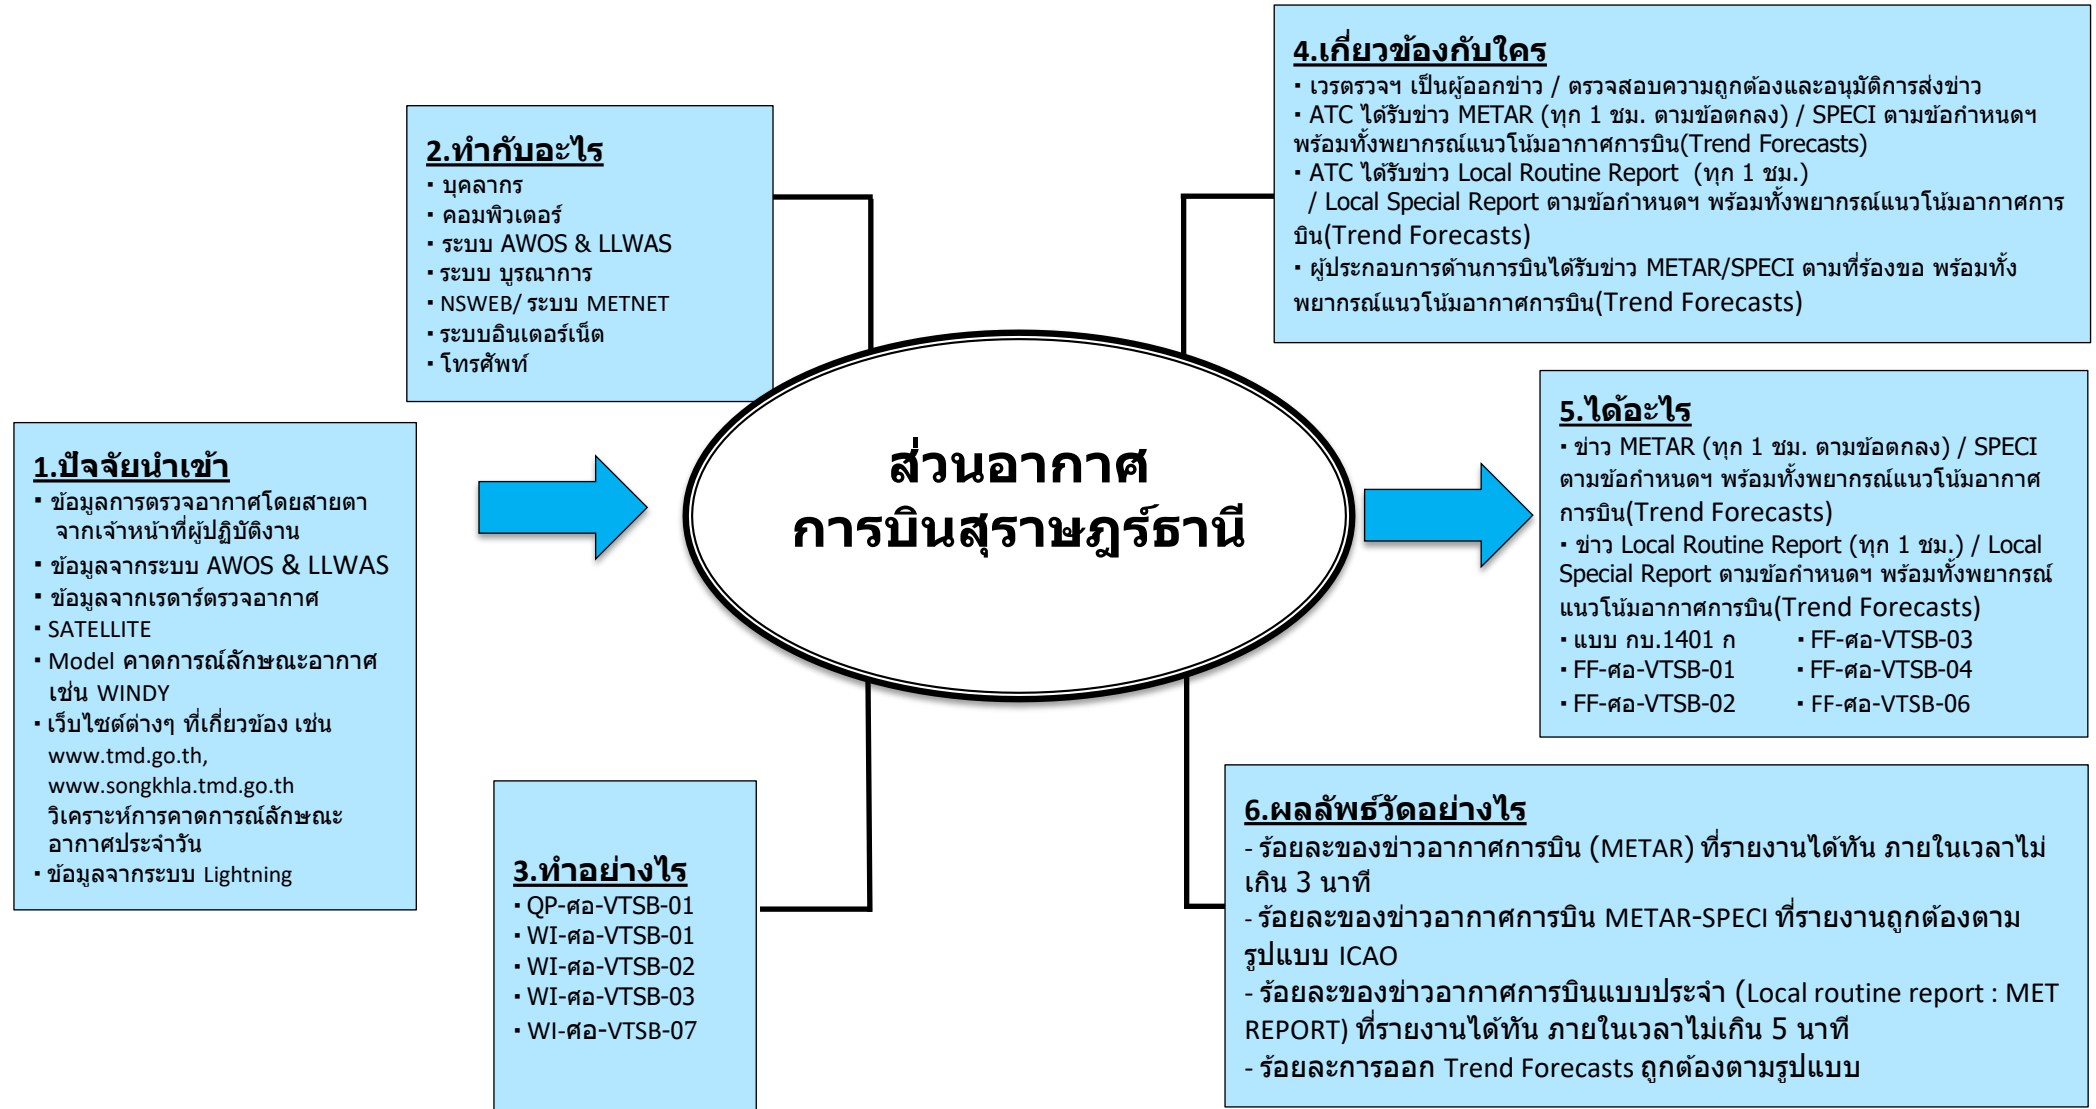 1.ปัจจัยนำเข้า
▪ ข้อมูลการตรวจอากาศโดยสายตา
จากเจ้าหน้าที่ผู้ปฏิบัติงาน
▪ ข้อมูลจากระบบ AWOS & LLWAS
▪ ข้อมูลจากเรดาร์ตรวจอากาศ
▪ SATELLITE
▪ Model คาดการณ์ลักษณะอากาศ
เช่น WINDY
▪ เว็บไซต์ต่างๆ ที่เกี่ยวข้อง เช่น
www.tmd.go.th,
www.songkhla.tmd.go.th
วิเคราะห์การคาดการณ์ลักษณะ
อากาศประจำวัน
▪ ข้อมูลจากระบบ Lightning
2.ทำกับอะไร
▪ บุคลากร
▪ คอมพิวเตอร์
▪ ระบบ AWOS & LLWAS
▪ ระบบ บูรณาการ
▪ NSWEB/ ระบบ METNET
▪ ระบบอินเตอร์เน็ต
▪ โทรศัพท์
3.ทำอย่างไร
▪ QP-ศอ-VTSB-01
▪ WI-ศอ-VTSB-01
▪ WI-ศอ-VTSB-02
▪ WI-ศอ-VTSB-03
▪ WI-ศอ-VTSB-07
ส่วนอากาศ
การบินสุราษฎร์ธานี
4.เกี่ยวข้องกับใคร
▪ เวรตรวจฯ เป็นผู้ออกข่าว / ตรวจสอบความถูกต้องและอนุมัติการส่งข่าว
▪ ATC ได้รับข่าว METAR (ทุก 1 ชม. ตามข้อตกลง) / SPECI ตามข้อกำหนดฯ
พร้อมทั้งพยากรณ์แนวโน้มอากาศการบิน(Trend Forecasts)
▪ ATC ได้รับข่าว Local Routine Report (ทุก 1 ชม.)
/ Local Special Report ตามข้อกำหนดฯ พร้อมทั้งพยากรณ์แนวโน้มอากาศการ
บิน(Trend Forecasts)
▪ ผู้ประกอบการด้านการบินได้รับข่าว METAR/SPECI ตามที่ร้องขอ พร้อมทั้ง
พยากรณ์แนวโน้มอากาศการบิน(Trend Forecasts)
5.ได้อะไร
▪ ข่าว METAR (ทุก 1 ชม. ตามข้อตกลง) / SPECI
ตามข้อกำหนดฯ พร้อมทั้งพยากรณ์แนวโน้มอากาศ
การบิน(Trend Forecasts)
▪ ข่าว Local Routine Report (ทุก 1 ชม.) / Local
Special Report ตามข้อกำหนดฯ พร้อมทั้งพยากรณ์
แนวโน้มอากาศการบิน(Trend Forecasts)
▪ แบบ กบ.1401 ก ▪ FF-ศอ-VTSB-03
▪ FF-ศอ-VTSB-01 ▪ FF-ศอ-VTSB-04
▪ FF-ศอ-VTSB-02 ▪ FF-ศอ-VTSB-06
6.ผลลัพธ์วัดอย่างไร
- ร้อยละของข่าวอากาศการบิน (METAR) ที่รายงานได้ทัน ภายในเวลาไม่
เกิน 3 นาที
- ร้อยละของข่าวอากาศการบิน METAR-SPECI ที่รายงานถูกต้องตาม
รูปแบบ ICAO
- ร้อยละของข่าวอากาศการบินแบบประจำ (Local routine report : MET
REPORT) ที่รายงานได้ทัน ภายในเวลาไม่เกิน 5 นาที
- ร้อยละการออก Trend Forecasts ถูกต้องตามรูปแบบ